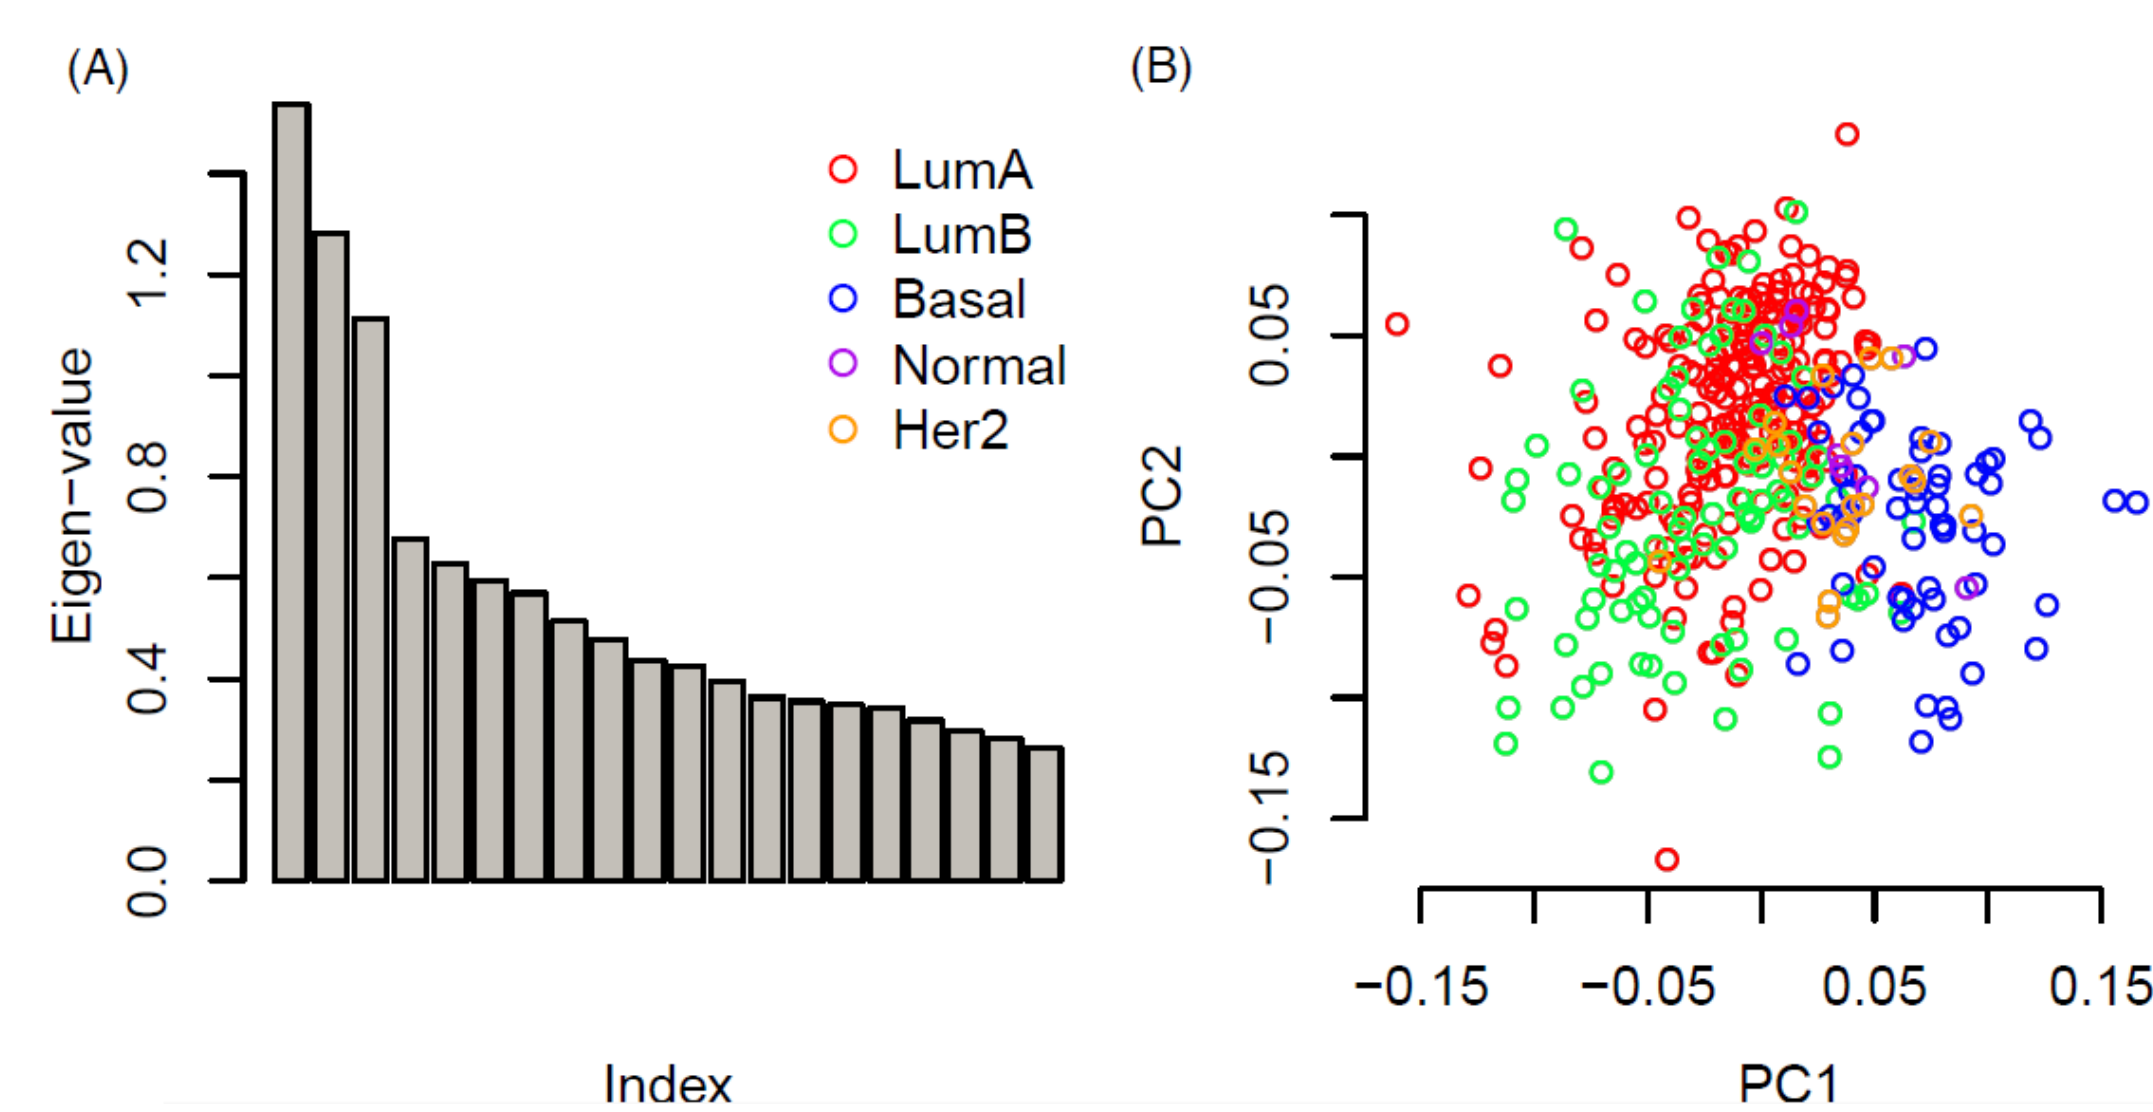 (A)
Eigen−value
0.0
0.4
0.8
1.2
Index
LumA
LumB
Basal
Normal
Her2
(B)
PC2
−0.15
−0.05
0.05
−0.15
−0.05
0.05
0.15
PC1